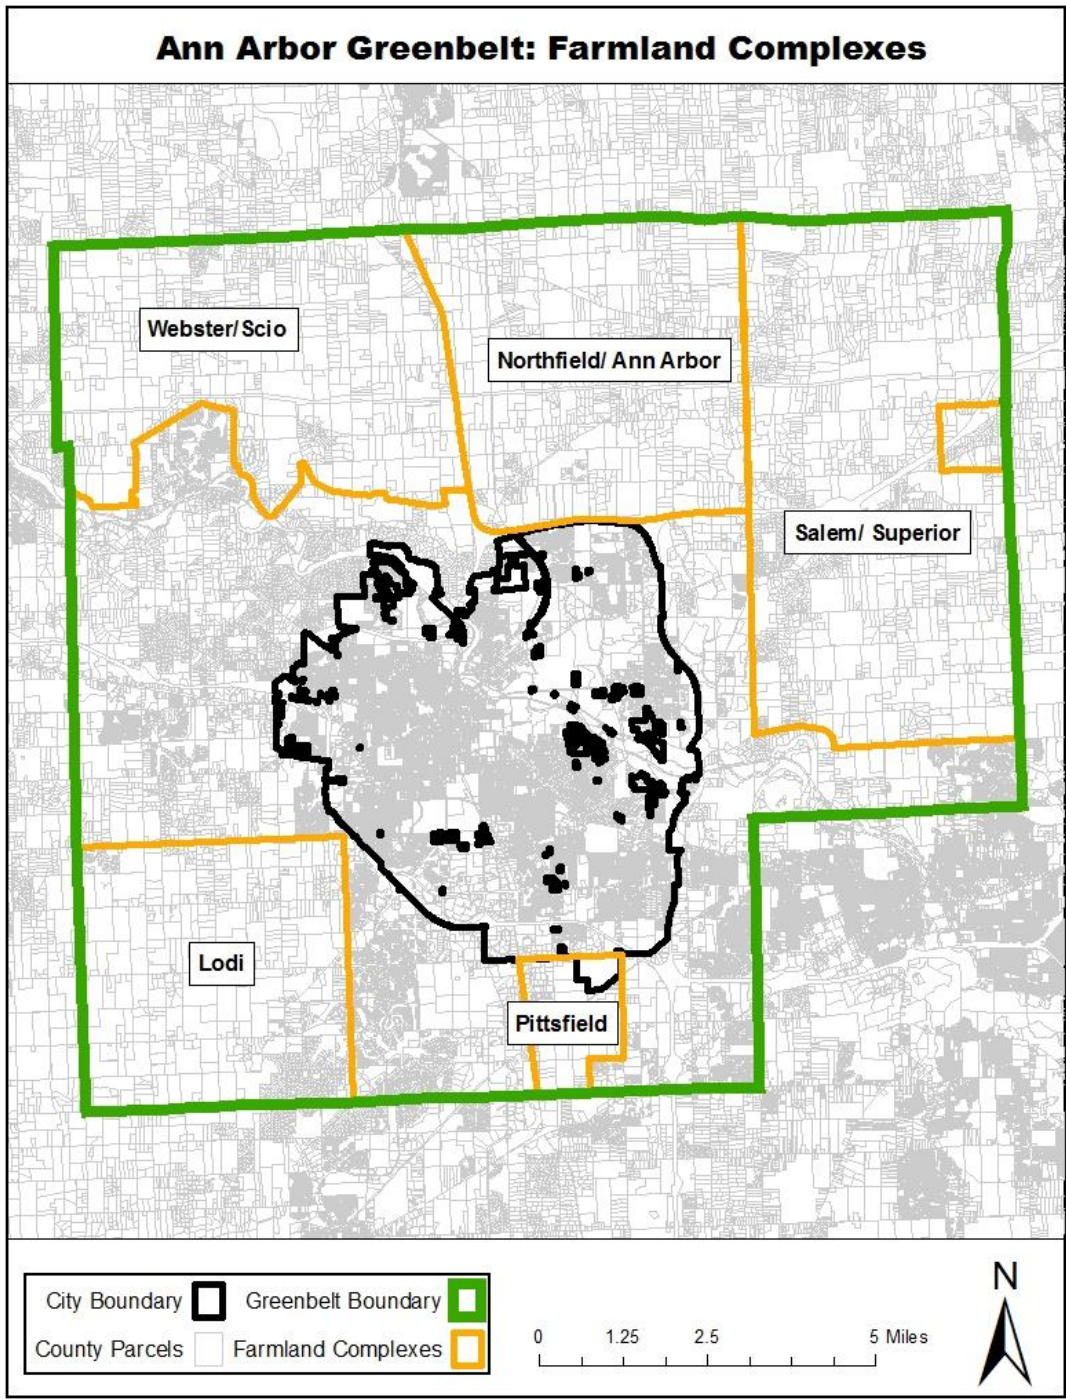 Ann Arbor Greenbelt: Farmland Complexes
Webster/Scio
Northfield/ Ann Arbor
Salem/ Superior
Lodi
Pittsfield
City Boundary
Greenbelt Boundary
County Parcels
Farmland Complexes
0 1.25 2.5 5 Miles
N